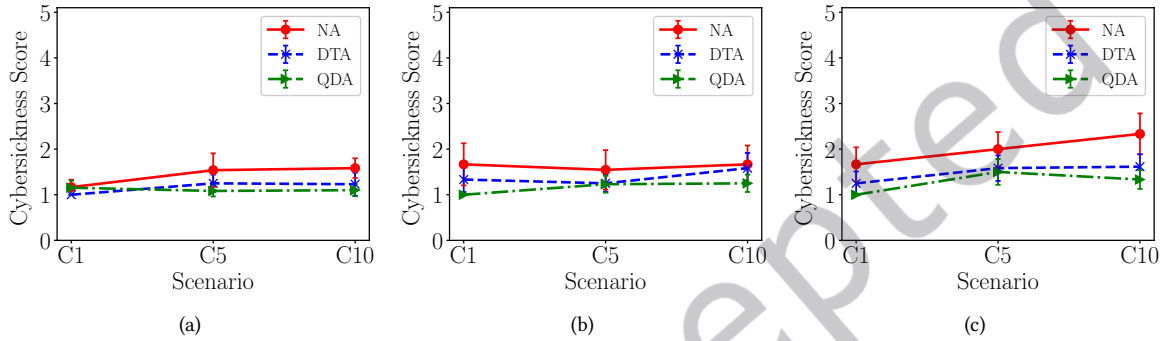 5
4
3
2
1
0
Cybersickness Score
NA
DTA
QDA
C1 C5 C10
Scenario
(a)
5
4
3
2
1
0
Cybersickness Score
NA
DTA
QDA
C1 C5 C10
Scenario
(b)
5
4
3
2
1
0
Cybersickness Score
NA
DTA
QDA
C1 C5 C10
Scenario
(c)
epted